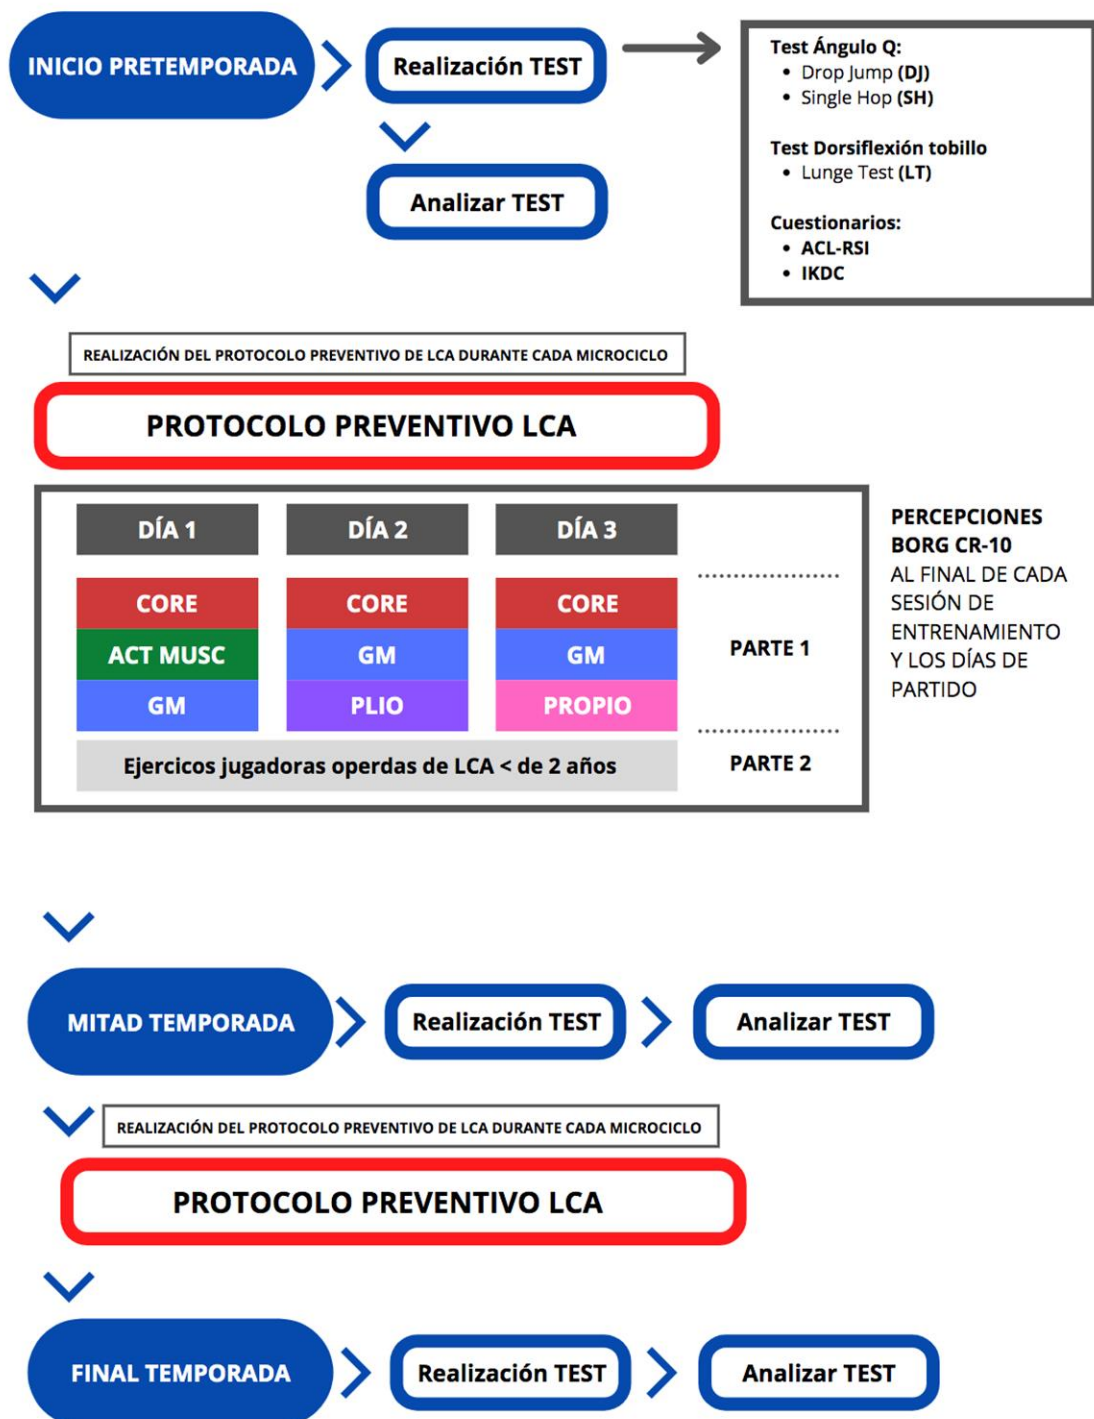 INICIO PRETEMPORADA
Realización TEST
Test Ángulo Q:
• Drop Jump (DJ)
• Single Hop (SH)
Test Dorsiflexión tobillo
• Lunge Test (LT)
Cuestionarios:
• ACL-RSI
• IKDC
Analizar TEST
REALIZACIÓN DEL PROTOCOLO PREVENTIVO DE LCA DURANTE CADA MICROCICLO
PROTOCOLO PREVENTIVO LCA
DÍA 1
DÍA 2
DÍA 3
CORE
CORE
CORE
ACT MUSC
GM
GM
GM
PLIO
PROPIO
PARTE 1
Ejercicos jugadoras operdas de LCA < de 2 años
PARTE 2
PERCEPCIONES
BORG CR-10
AL FINAL DE CADA
SESIÓN DE
ENTRENAMIENTO
Y LOS DÍAS DE
PARTIDO
MITAD TEMPORADA
Realización TEST
Analizar TEST
REALIZACIÓN DEL PROTOCOLO PREVENTIVO DE LCA DURANTE CADA MICROCICLO
PROTOCOLO PREVENTIVO LCA
FINAL TEMPORADA
Realización TEST
Analizar TEST